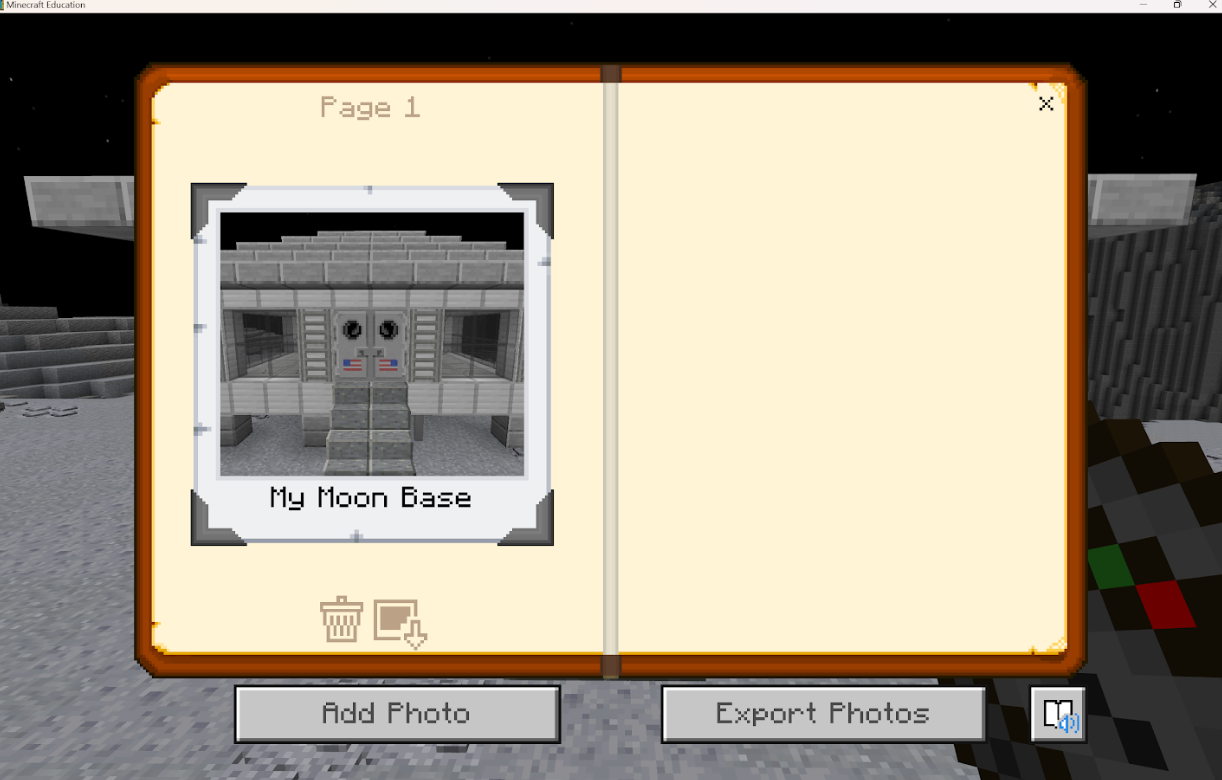 Minecraft Education
Page 1
My Moon Base
Add Photo
Export Photos